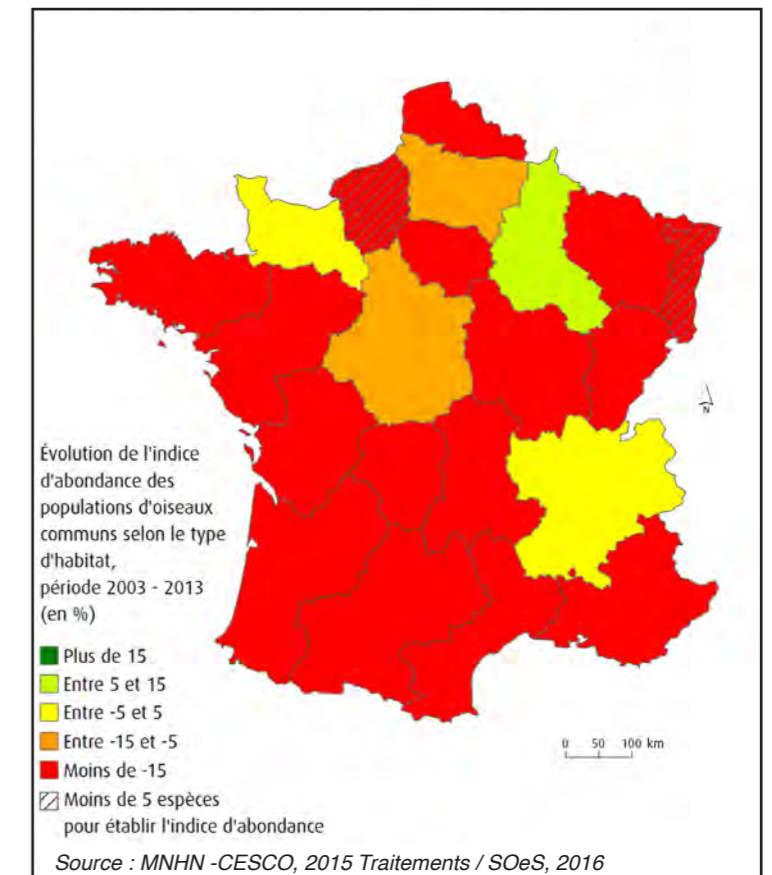 Évolution de l'indice
d'abondance des
populations d'oiseaux
communs selon le type
d'habitat,
période 2003 - 2013
(en %)
Plus de 15
Entre 5 et 15
Entre -5 et 5
Entre -15 et -5
Moins de -15
Moins de 5 espèces
pour établir l'indice d'abondance
N
0 50 100 km
Source : MNHN -CESCO, 2015 Traitements / SOeS, 2016